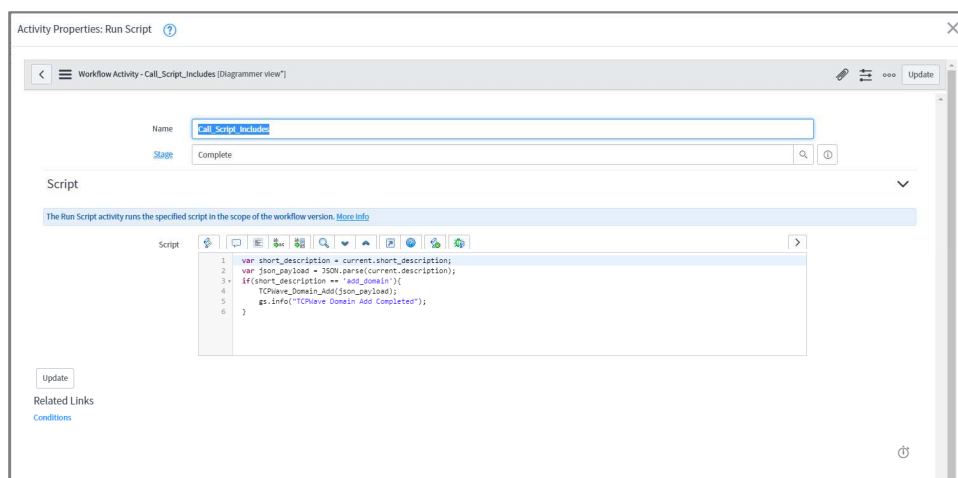 Activity Properties: Run Script
Workflow Activity - Call_Script_Includes [Diagrammer view*]
Update
Name
Call_Script_Includes
Stage
Complete
Script
The Run Script activity runs the specified script in the scope of the workflow version. More Info
Script
1 var short_description = current.short_description;
2 var json_payload = JSON.parse(current.description);
3 if(short_description == 'add_domain'){
4 TCPWave_Domain_Add(json_payload);
5 gs.info("TCPWave Domain Add Completed");
6 }
Update
Related Links
Conditions